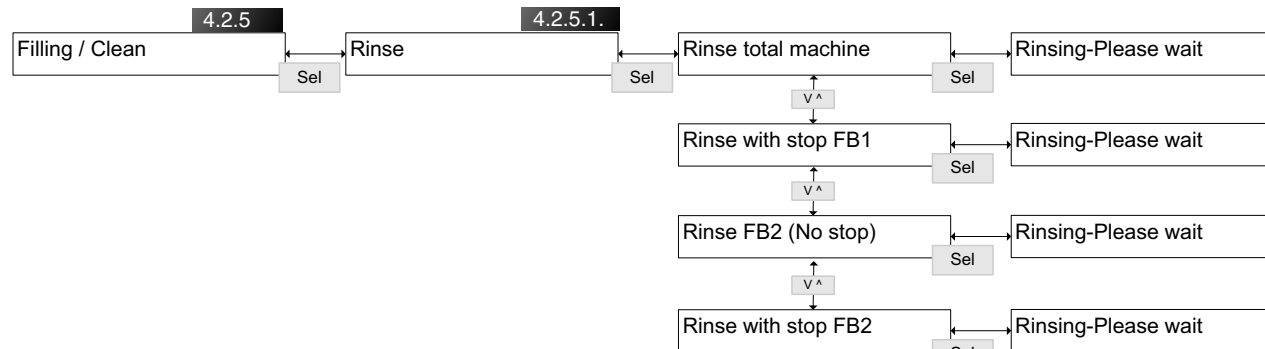 4.2.5
4.2.5.1.
Filling / Clean
Rinse
Rinse total machine
Rinsing-Please wait
Sel
Sel
Sel
V ^
Rinse with stop FB1
Rinsing-Please wait
Sel
V ^
Rinse FB2 (No stop)
Rinsing-Please wait
Sel
V ^
Rinse with stop FB2
Rinsing-Please wait
Sel